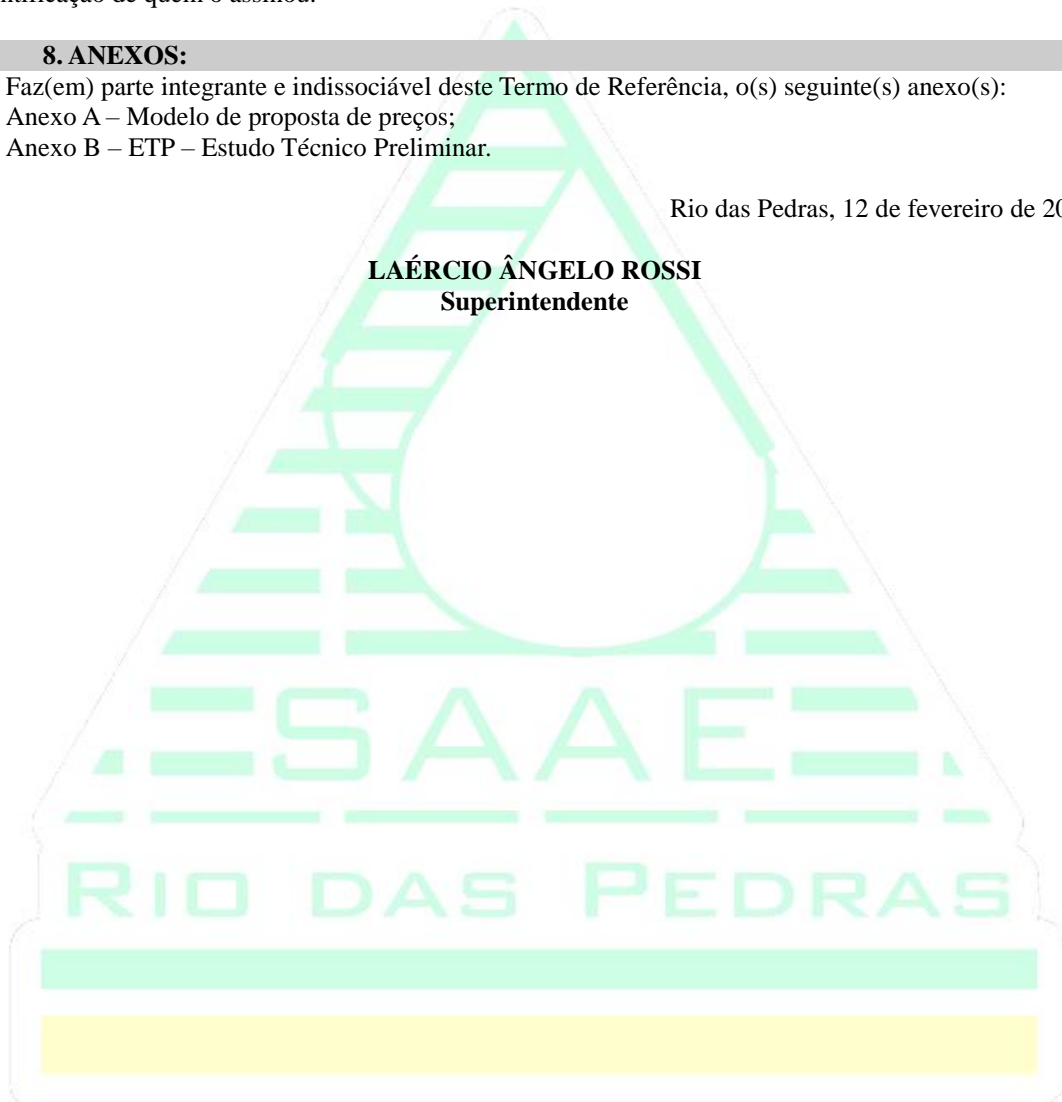 8. ANEXOS:
Faz(em) parte integrante e indissociável deste Termo de Referência, o(s) seguinte(s) anexo(s):
Anexo A – Modelo de proposta de preços;
Anexo B – ETP – Estudo Técnico Preliminar.
Rio das Pedras, 12 de fevereiro de 20
LAÉRCIO ÂNGELO ROSSI
Superintendente
SAAE
RIO DAS PEDRAS